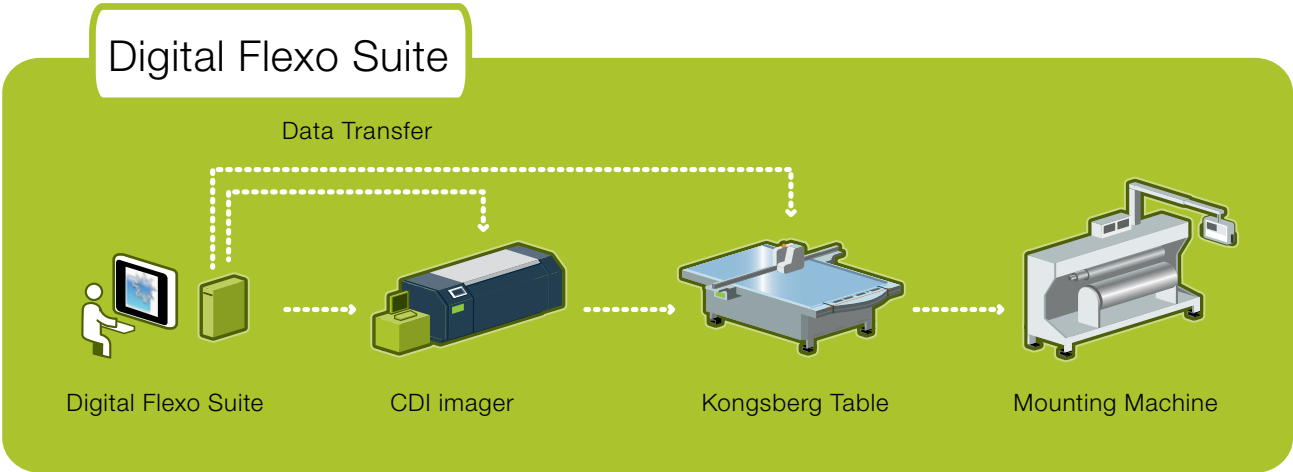 Digital Flexo Suite
Data Transfer
Digital Flexo Suite
CDI imager
Kongsberg Table
Mounting Machine